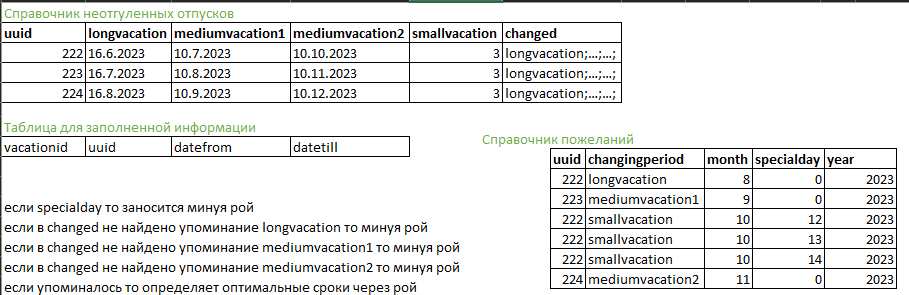 Справочник неотгуленных отпусков
uuid longvacation mediumvacation1 mediumvacation2 smallvacation changed
222 16.6.2023 10.7.2023 10.10.2023 3 longvacation;...;...;
223 16.7.2023 10.8.2023 10.11.2023 3 longvacation;...;...;
224 16.8.2023 10.9.2023 10.12.2023 3 longvacation;...;...;
Таблица для заполненной информации
vacationid uuid datefrom datetill
Справочник пожеланий
uuid changingperiod month specialday year
222 longvacation 8 0 2023
223 mediumvacation1 9 0 2023
222 smallvacation 10 12 2023
222 smallvacation 10 13 2023
222 smallvacation 10 14 2023
224 mediumvacation2 11 0 2023
если specialday то заносится минуя рой
если в changed не найдено упоминание longvacation то минуя рой
если в changed не найдено упоминание mediumvacation1 то минуя рой
если в changed не найдено упоминание mediumvacation2 то минуя рой
если упоминалось то определяет оптимальные сроки через рой